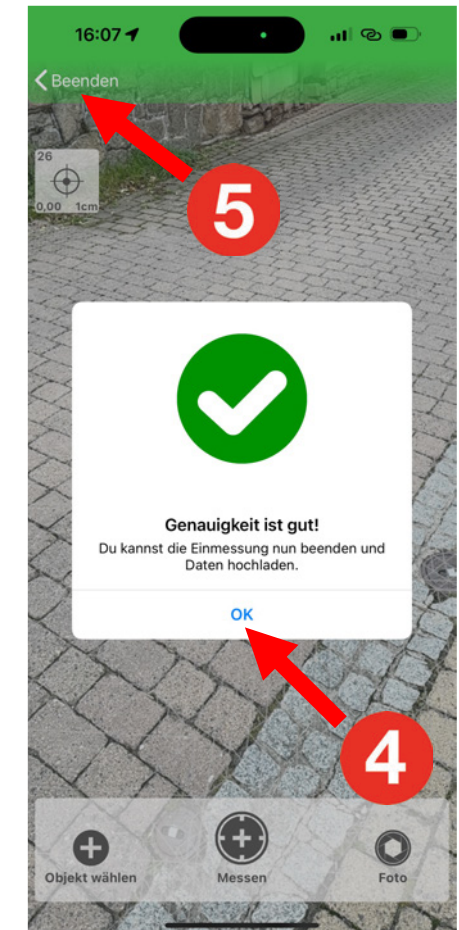 16:07
Beenden
26
0,00 1cm
5
Genauigkeit ist gut!
Du kannst die Einmessung nun beenden und
Daten hochladen.
OK
4
Objekt wählen
Messen
Foto